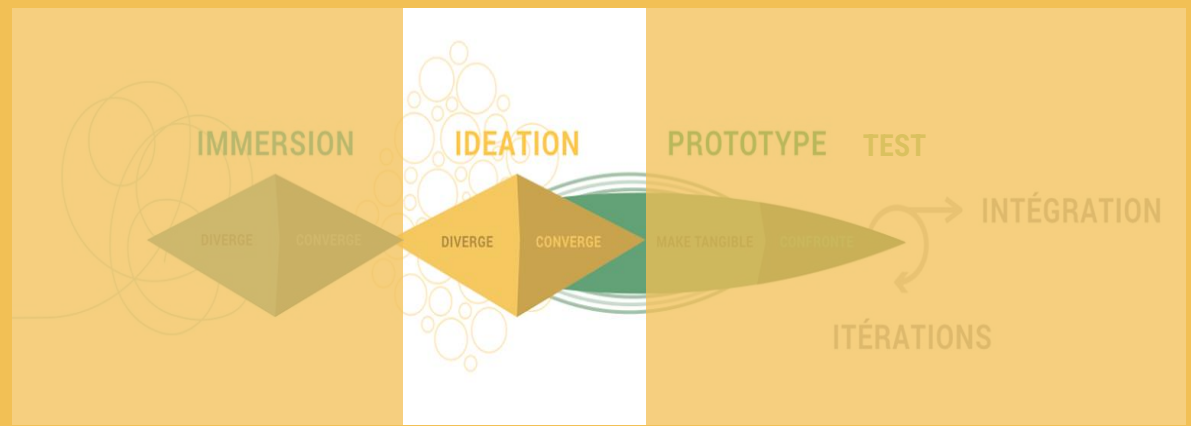 IMMERSION
IDEATION
PROTOTYPE
TEST
DIVERGE
CONVERGE
DIVERGE
CONVERGE
MAKE TANGIBLE
CONFRONTE
INTÉGRATION
ITÉRATIONS